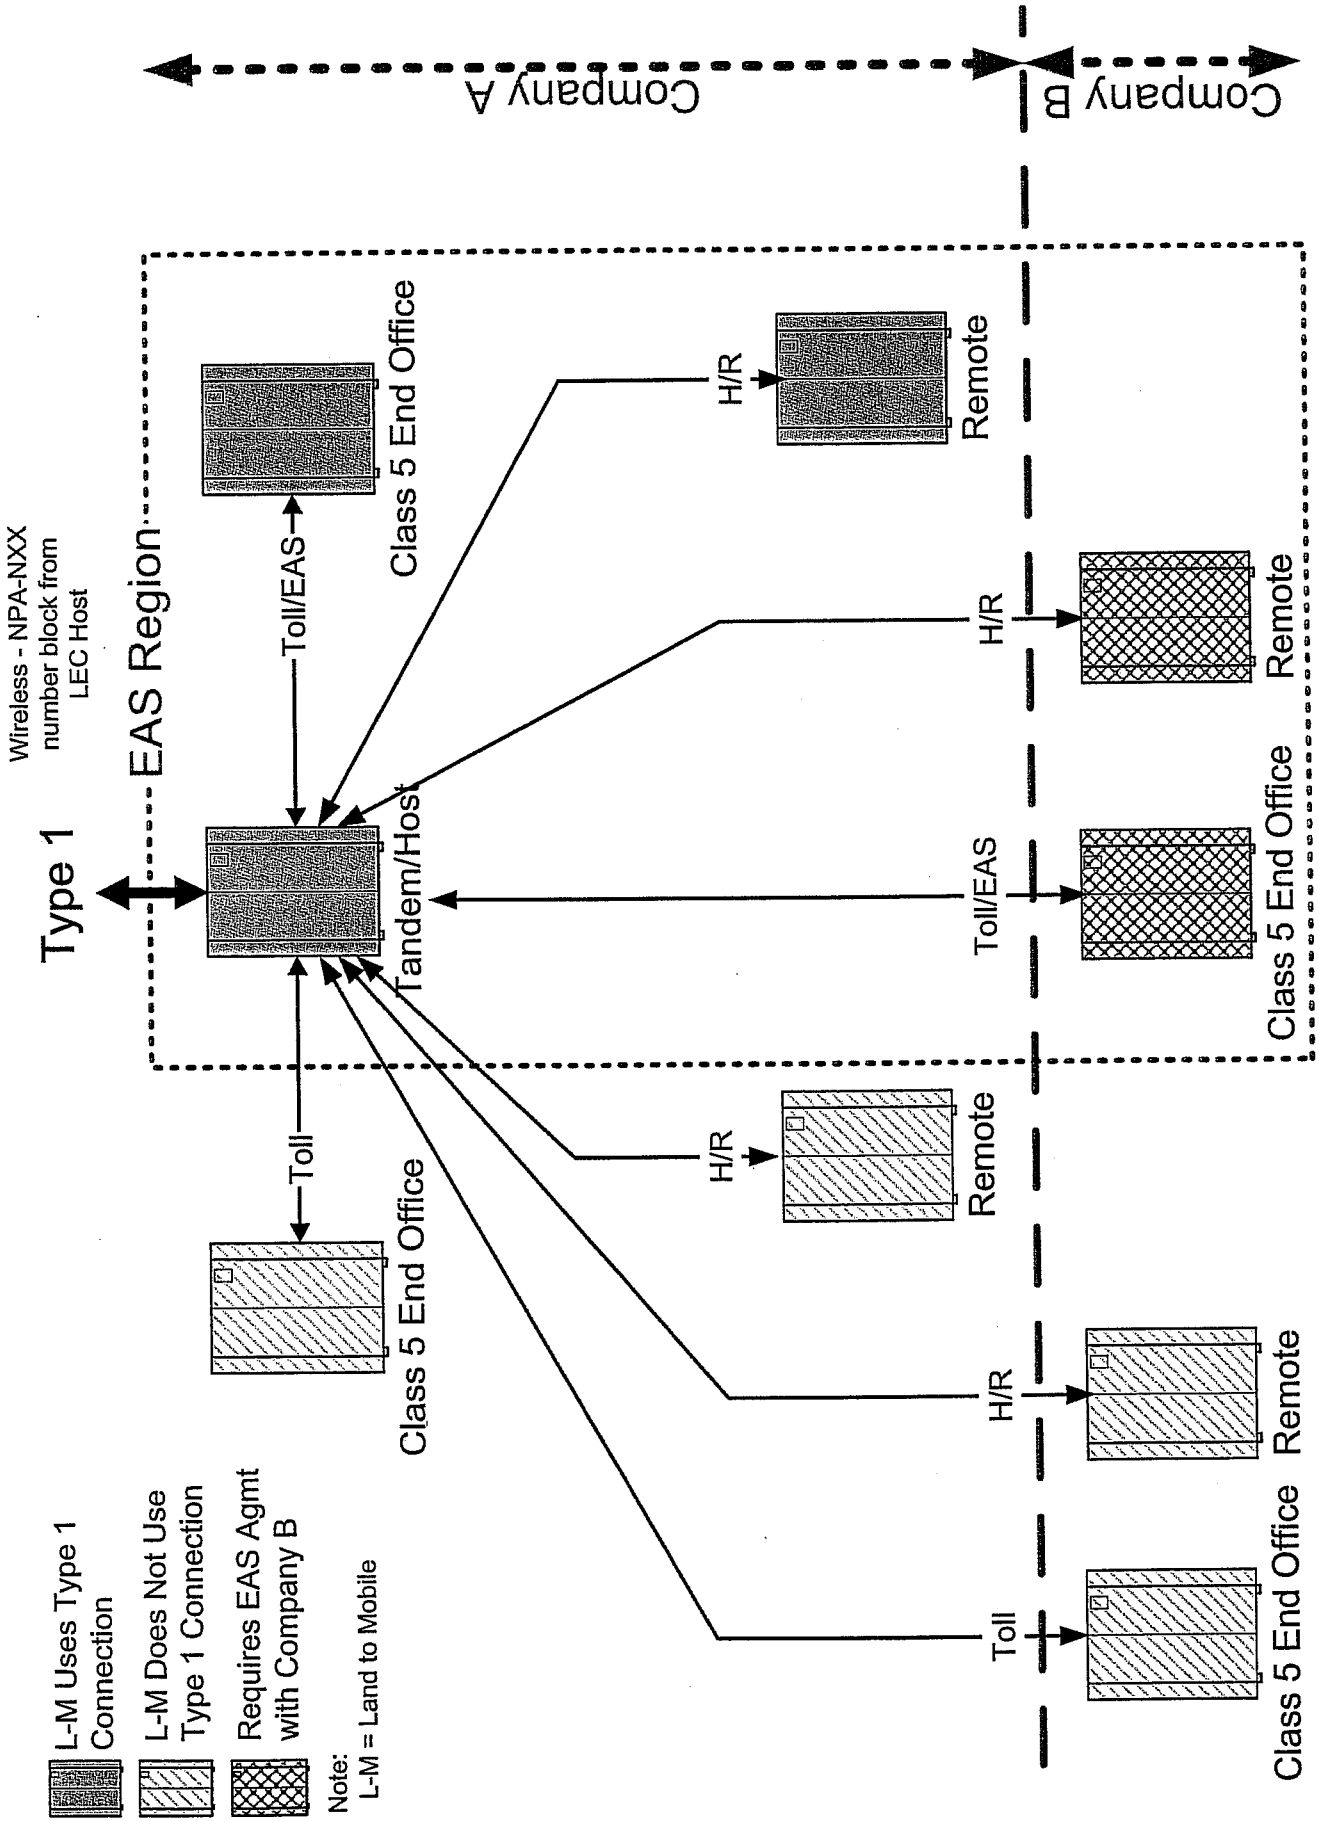 Type 1
Wireless - NPA-NXX
number block from
LEC Host
L-M Uses Type 1
Connection
L-M Does Not Use
Type 1 Connection
Requires EAS Agmt
with Company B
Note:
L-M = Land to Mobile
EAS Region
Toll
Toll/EAS
Class 5 End Office
Tandem/Host
Class 5 End Office
Company A
H/R
H/R
Remote
Remote
Toll
H/R
Toll/EAS
H/R
Company B
Class 5 End Office
Remote
Class 5 End Office
Remote